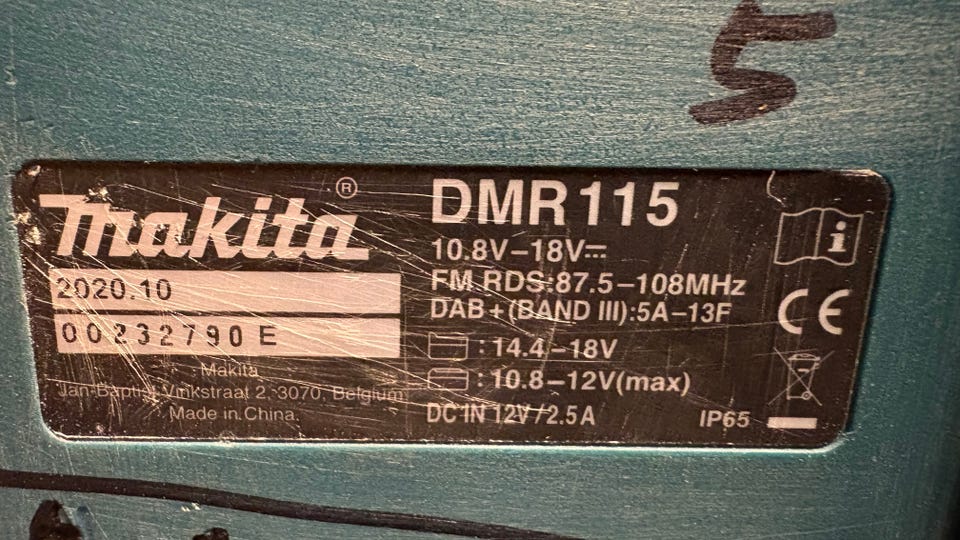 5
Makita®
2020.10
00232790 E
Makita
Jan-Baptist Vinkstraat 2, 3070, Belgium
Made in China.
DMR115
10.8V–18V⎓
FM RDS:87.5–108MHz
DAB+(BAND III):5A–13F
:14.4–18V
:10.8–12V(max)
DC IN 12V/2.5A
i
CE
IP65